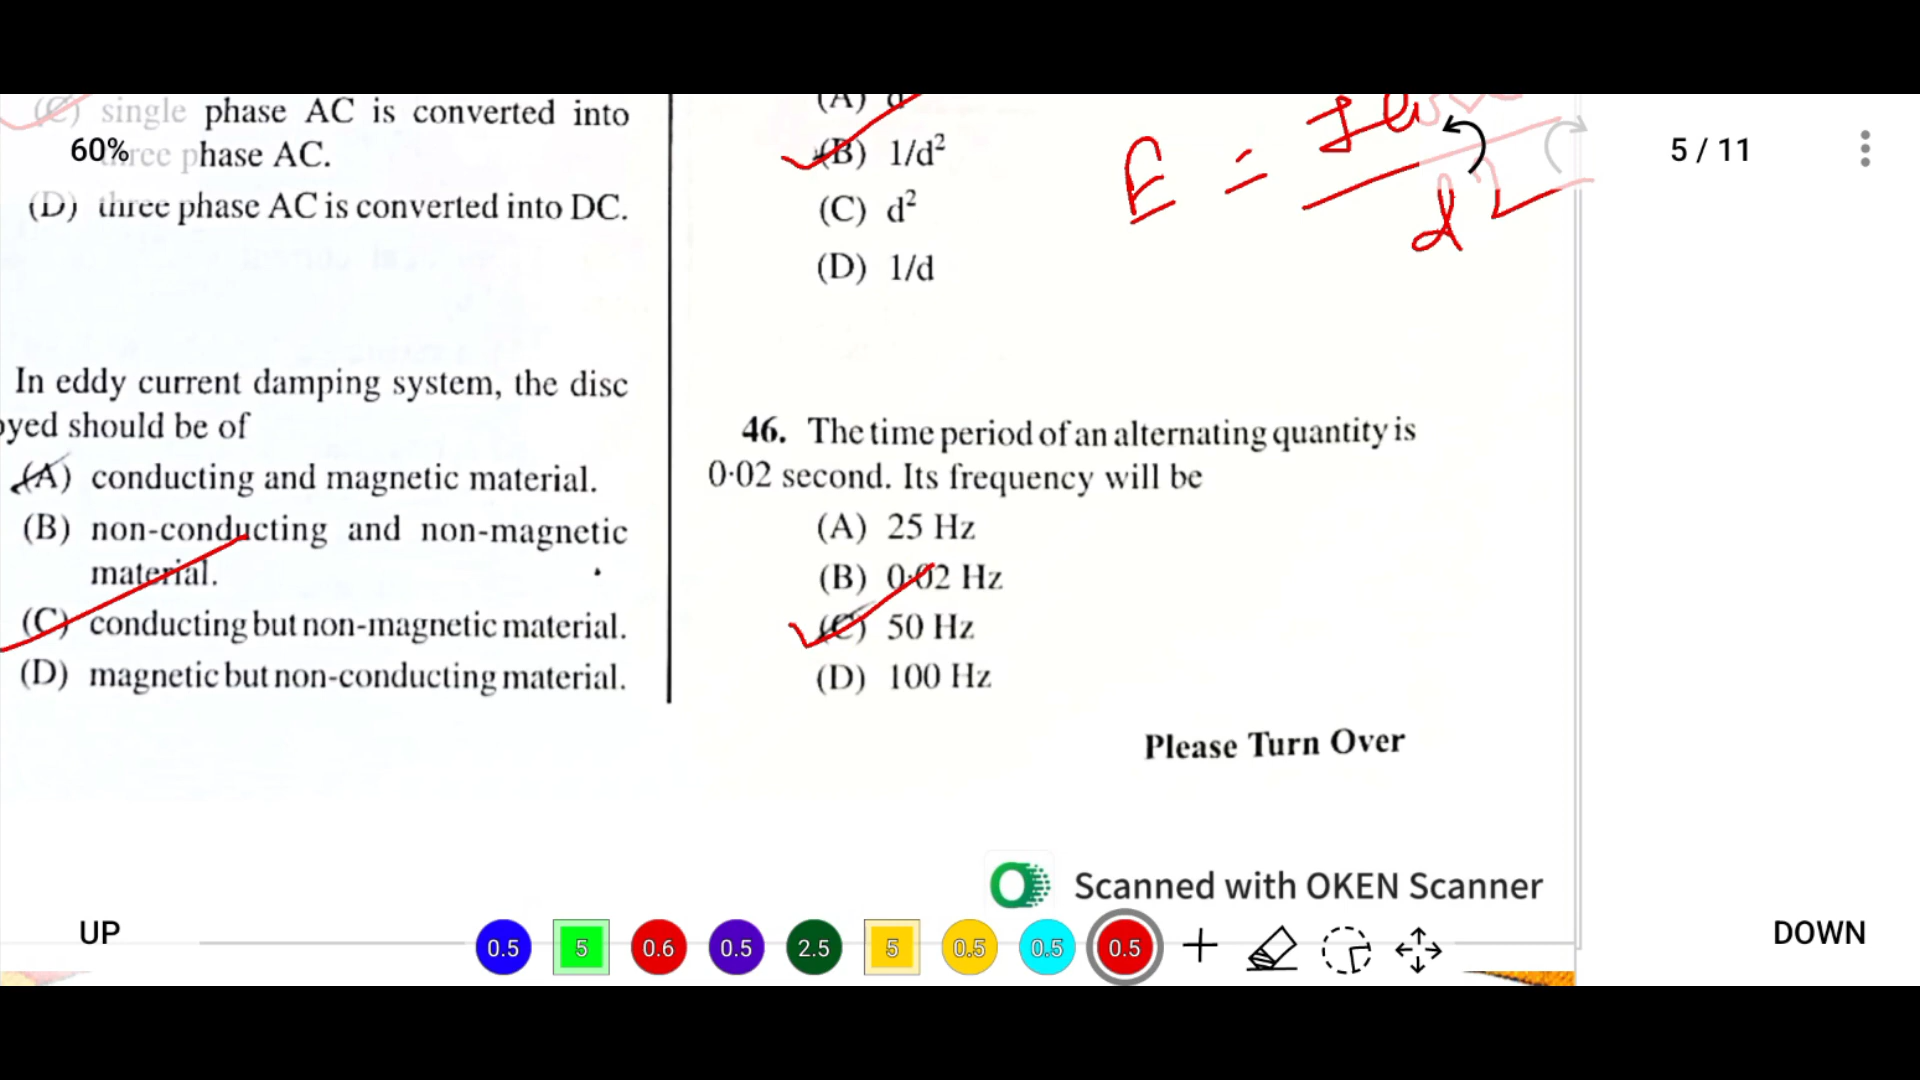 (C) single phase AC is converted into
60%
three phase AC.
(D) three phase AC is converted into DC.
In eddy current damping system, the disc
oyed should be of
(A) conducting and magnetic material.
(B) non-conducting and non-magnetic
material.
(C) conducting but non-magnetic material.
(D) magnetic but non-conducting material.
(A) d
(B) 1/d²
(C) d²
(D) 1/d
E =
d²
5 / 11
46. The time period of an alternating quantity is
0·02 second. Its frequency will be
(A) 25 Hz
(B) 0·02 Hz
(C) 50 Hz
(D) 100 Hz
Please Turn Over
Scanned with OKEN Scanner
UP
0.5 5 0.6 0.5 2.5 5 0.5 0.5 0.5
DOWN